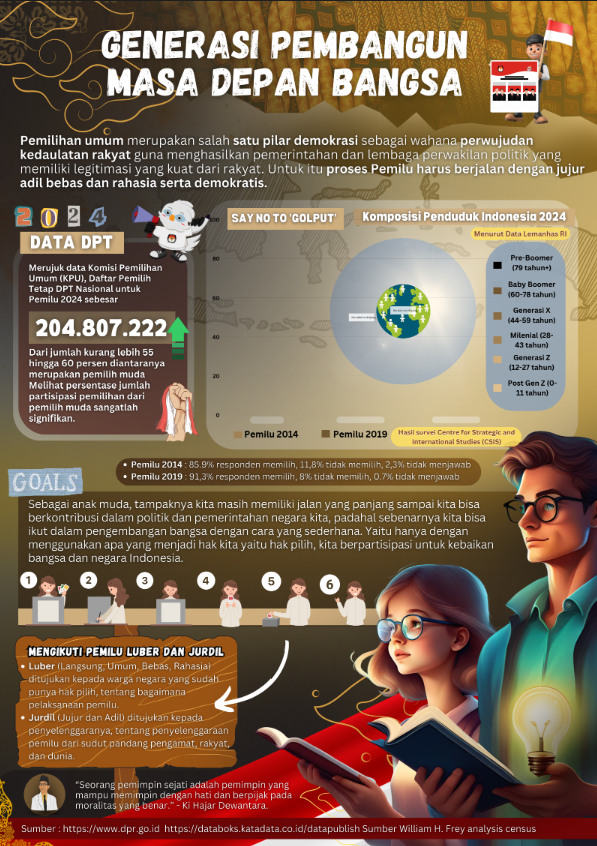 GENERASI PEMBANGUN
MASA DEPAN BANGSA
Pemilihan umum merupakan salah satu pilar demokrasi sebagai wahana perwujudan
kedaulatan rakyat guna menghasilkan pemerintahan dan lembaga perwakilan politik yang
memiliki legitimasi yang kuat dari rakyat. Untuk itu proses Pemilu harus berjalan dengan jujur
adil bebas dan rahasia serta demokratis.
2024
DATA DPT
Merujuk data Komisi Pemilihan
Umum (KPU), Daftar Pemilih
Tetap DPT Nasional untuk
Pemilu 2024 sebesar
204.807.222
Dari jumlah kurang lebih 55
hingga 60 persen diantaranya
merupakan pemilih muda
Melihat persentase jumlah
partisipasi pemilihan dari
pemilih muda sangatlah
signifikan.
SAY NO TO 'GOLPUT'
Komposisi Penduduk Indonesia 2024
Menurut Data Lemanhas RI
100
80
60
40
20
0
Pre-Boomer
(79 tahun+)
Baby Boomer
(60-78 tahun)
Generasi X
(44-59 tahun)
Milenial (28-
43 tahun)
Generasi Z
(12-27 tahun)
Post Gen Z (0-
11 tahun)
Pemilu 2014
Pemilu 2019
Hasil survei Centre for Strategic and
International Studies (CSIS)
• Pemilu 2014 : 85.9% responden memilih, 11,8% tidak memilih, 2,3% tidak menjawab
• Pemilu 2019 : 91,3% responden memilih, 8% tidak memilih, 0.7% tidak menjawab
GOALS
Sebagai anak muda, tampaknya kita masih memiliki jalan yang panjang sampai kita bisa
berkontribusi dalam politik dan pemerintahan negara kita, padahal sebenarnya kita bisa
ikut dalam pengembangan bangsa dengan cara yang sederhana. Yaitu hanya dengan
menggunakan apa yang menjadi hak kita yaitu hak pilih, kita berpartisipasi untuk kebaikan
bangsa dan negara Indonesia.
1 2 3 4 5 6
MENGIKUTI PEMILU LUBER DAN JURDIL
• Luber (Langsung, Umum, Bebas, Rahasia)
ditujukan kepada warga negara yang sudah
punya hak pilih, tentang bagaimana
pelaksanaan pemilu.
• Jurdil (Jujur dan Adil) ditujukan kepada
penyelenggaranya, tentang penyelenggaraan
pemilu dari sudut pandang pengamat, rakyat,
dan dunia.
"Seorang pemimpin sejati adalah pemimpin yang
mampu memimpin dengan hati dan berpijak pada
moralitas yang benar." - Ki Hajar Dewantara.
Sumber : https://www.dpr.go.id https://databoks.katadata.co.id/datapublish Sumber William H. Frey analysis census